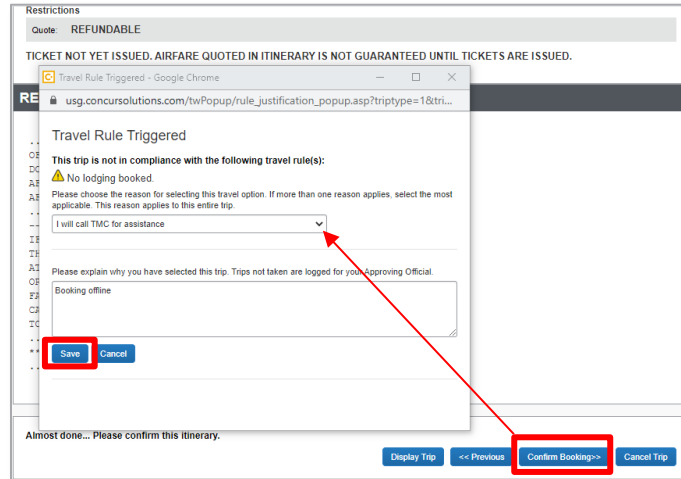 Restrictions
Quote: REFUNDABLE
TICKET NOT YET ISSUED. AIRFARE QUOTED IN ITINERARY IS NOT GUARANTEED UNTIL TICKETS ARE ISSUED.
Travel Rule Triggered - Google Chrome
RE
usg.concursolutions.com/twPopup/rule_justification_popup.asp?triptype=1&tri...
Travel Rule Triggered
This trip is not in compliance with the following travel rule(s):
No lodging booked.
Please choose the reason for selecting this travel option. If more than one reason applies, select the most
applicable. This reason applies to this entire trip.
I will call TMC for assistance
Please explain why you have selected this trip. Trips not taken are logged for your Approving Official.
Booking offline
Save Cancel
Almost done... Please confirm this itinerary.
Display Trip << Previous Confirm Booking>> Cancel Trip